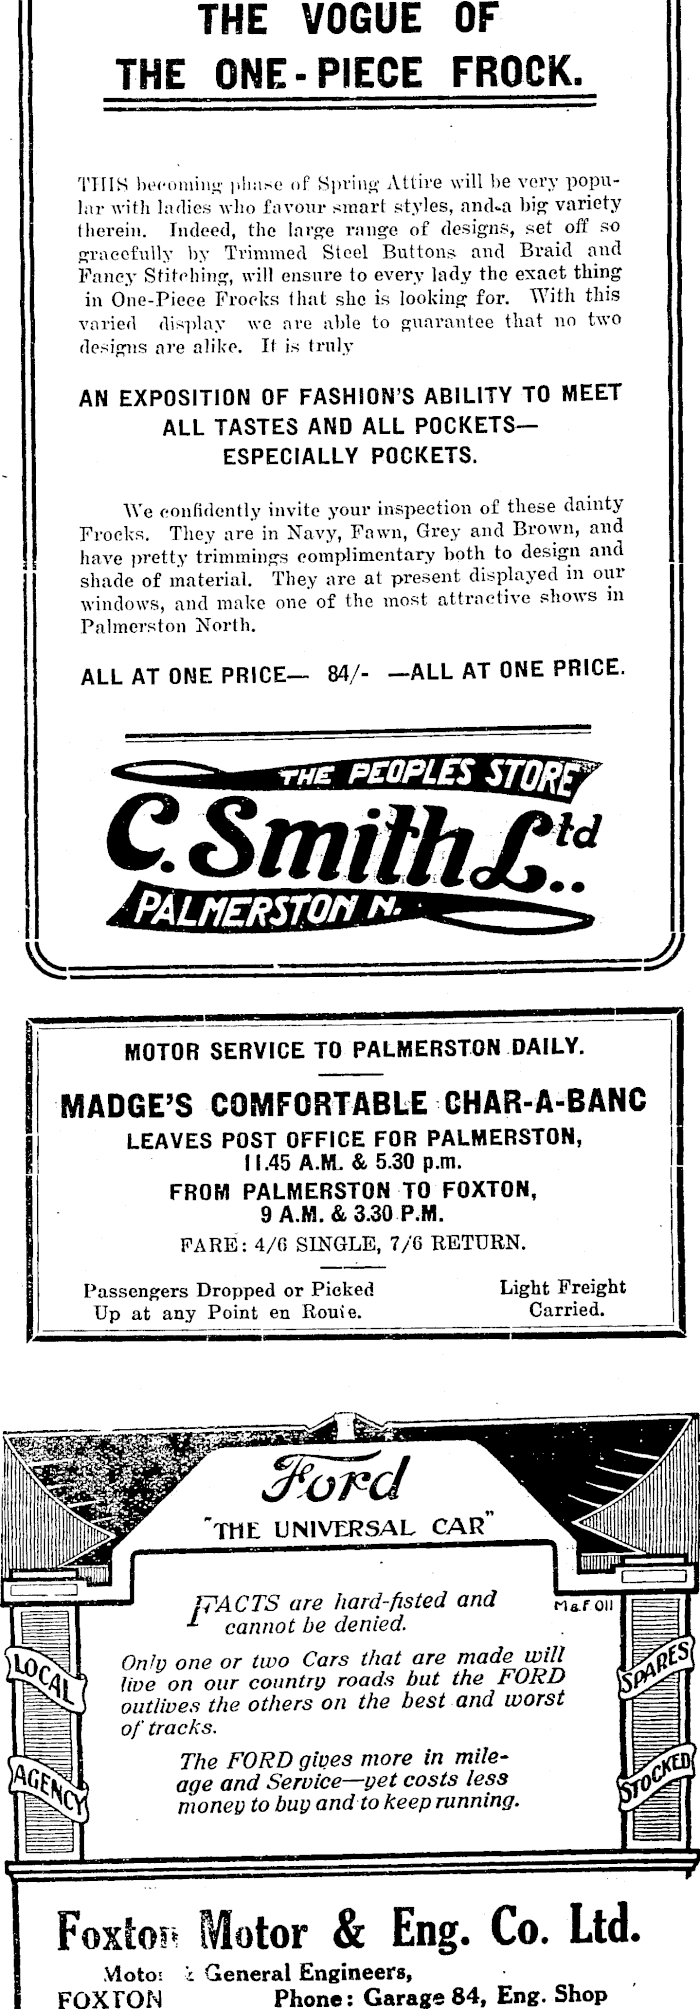 THE VOGUE OF
THE ONE-PIECE FROCK.
THIS becoming phase of Spring Attire will be very popu-
lar with ladies who favour smart styles, and a big variety
therein. Indeed, the large range of designs, set off so
gracefully by Trimmed Steel Buttons and Braid and
Fancy Stitching, will ensure to every lady the exact thing
in One-Piece Frocks that she is looking for. With this
varied display we are able to guarantee that no two
designs are alike. It is truly
AN EXPOSITION OF FASHION'S ABILITY TO MEET
ALL TASTES AND ALL POCKETS—
ESPECIALLY POCKETS.
We confidently invite your inspection of these dainty
Frocks. They are in Navy, Fawn, Grey and Brown, and
have pretty trimmings complimentary both to design and
shade of material. They are at present displayed in our
windows, and make one of the most attractive shows in
Palmerston North.
ALL AT ONE PRICE— 84/- —ALL AT ONE PRICE.
THE PEOPLES STORE
C. Smith Ltd..
PALMERSTON N.
MOTOR SERVICE TO PALMERSTON DAILY.
MADGE'S COMFORTABLE CHAR-A-BANC
LEAVES POST OFFICE FOR PALMERSTON,
11.45 A.M. & 5.30 p.m.
FROM PALMERSTON TO FOXTON,
9 A.M. & 3.30 P.M.
FARE: 4/6 SINGLE, 7/6 RETURN.
Passengers Dropped or Picked
Up at any Point en Route.
Light Freight
Carried.
Ford
"THE UNIVERSAL CAR"
FACTS are hard-fisted and
cannot be denied.
M & F 011
Only one or two Cars that are made will
live on our country roads but the FORD
outlives the others on the best and worst
of tracks.
The FORD gives more in mile-
age and Service—yet costs less
money to buy and to keep running.
LOCAL
AGENCY
SPARES
STOCKED
Foxton Motor & Eng. Co. Ltd.
Motor & General Engineers,
FOXTON Phone: Garage 84, Eng. Shop